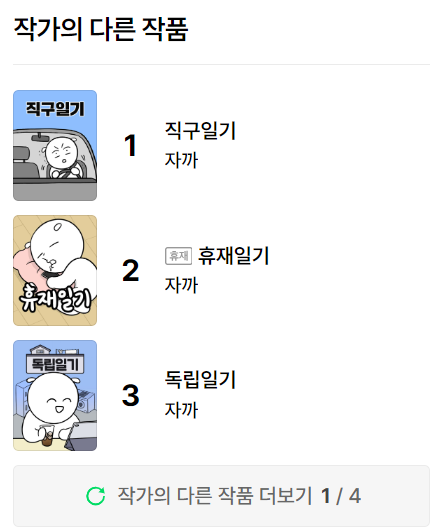 작가의 다른 작품
직구일기
1
직구일기
자까
휴재일기
2
휴재 휴재일기
자까
독립일기
3
독립일기
자까
작가의 다른 작품 더보기 1 / 4